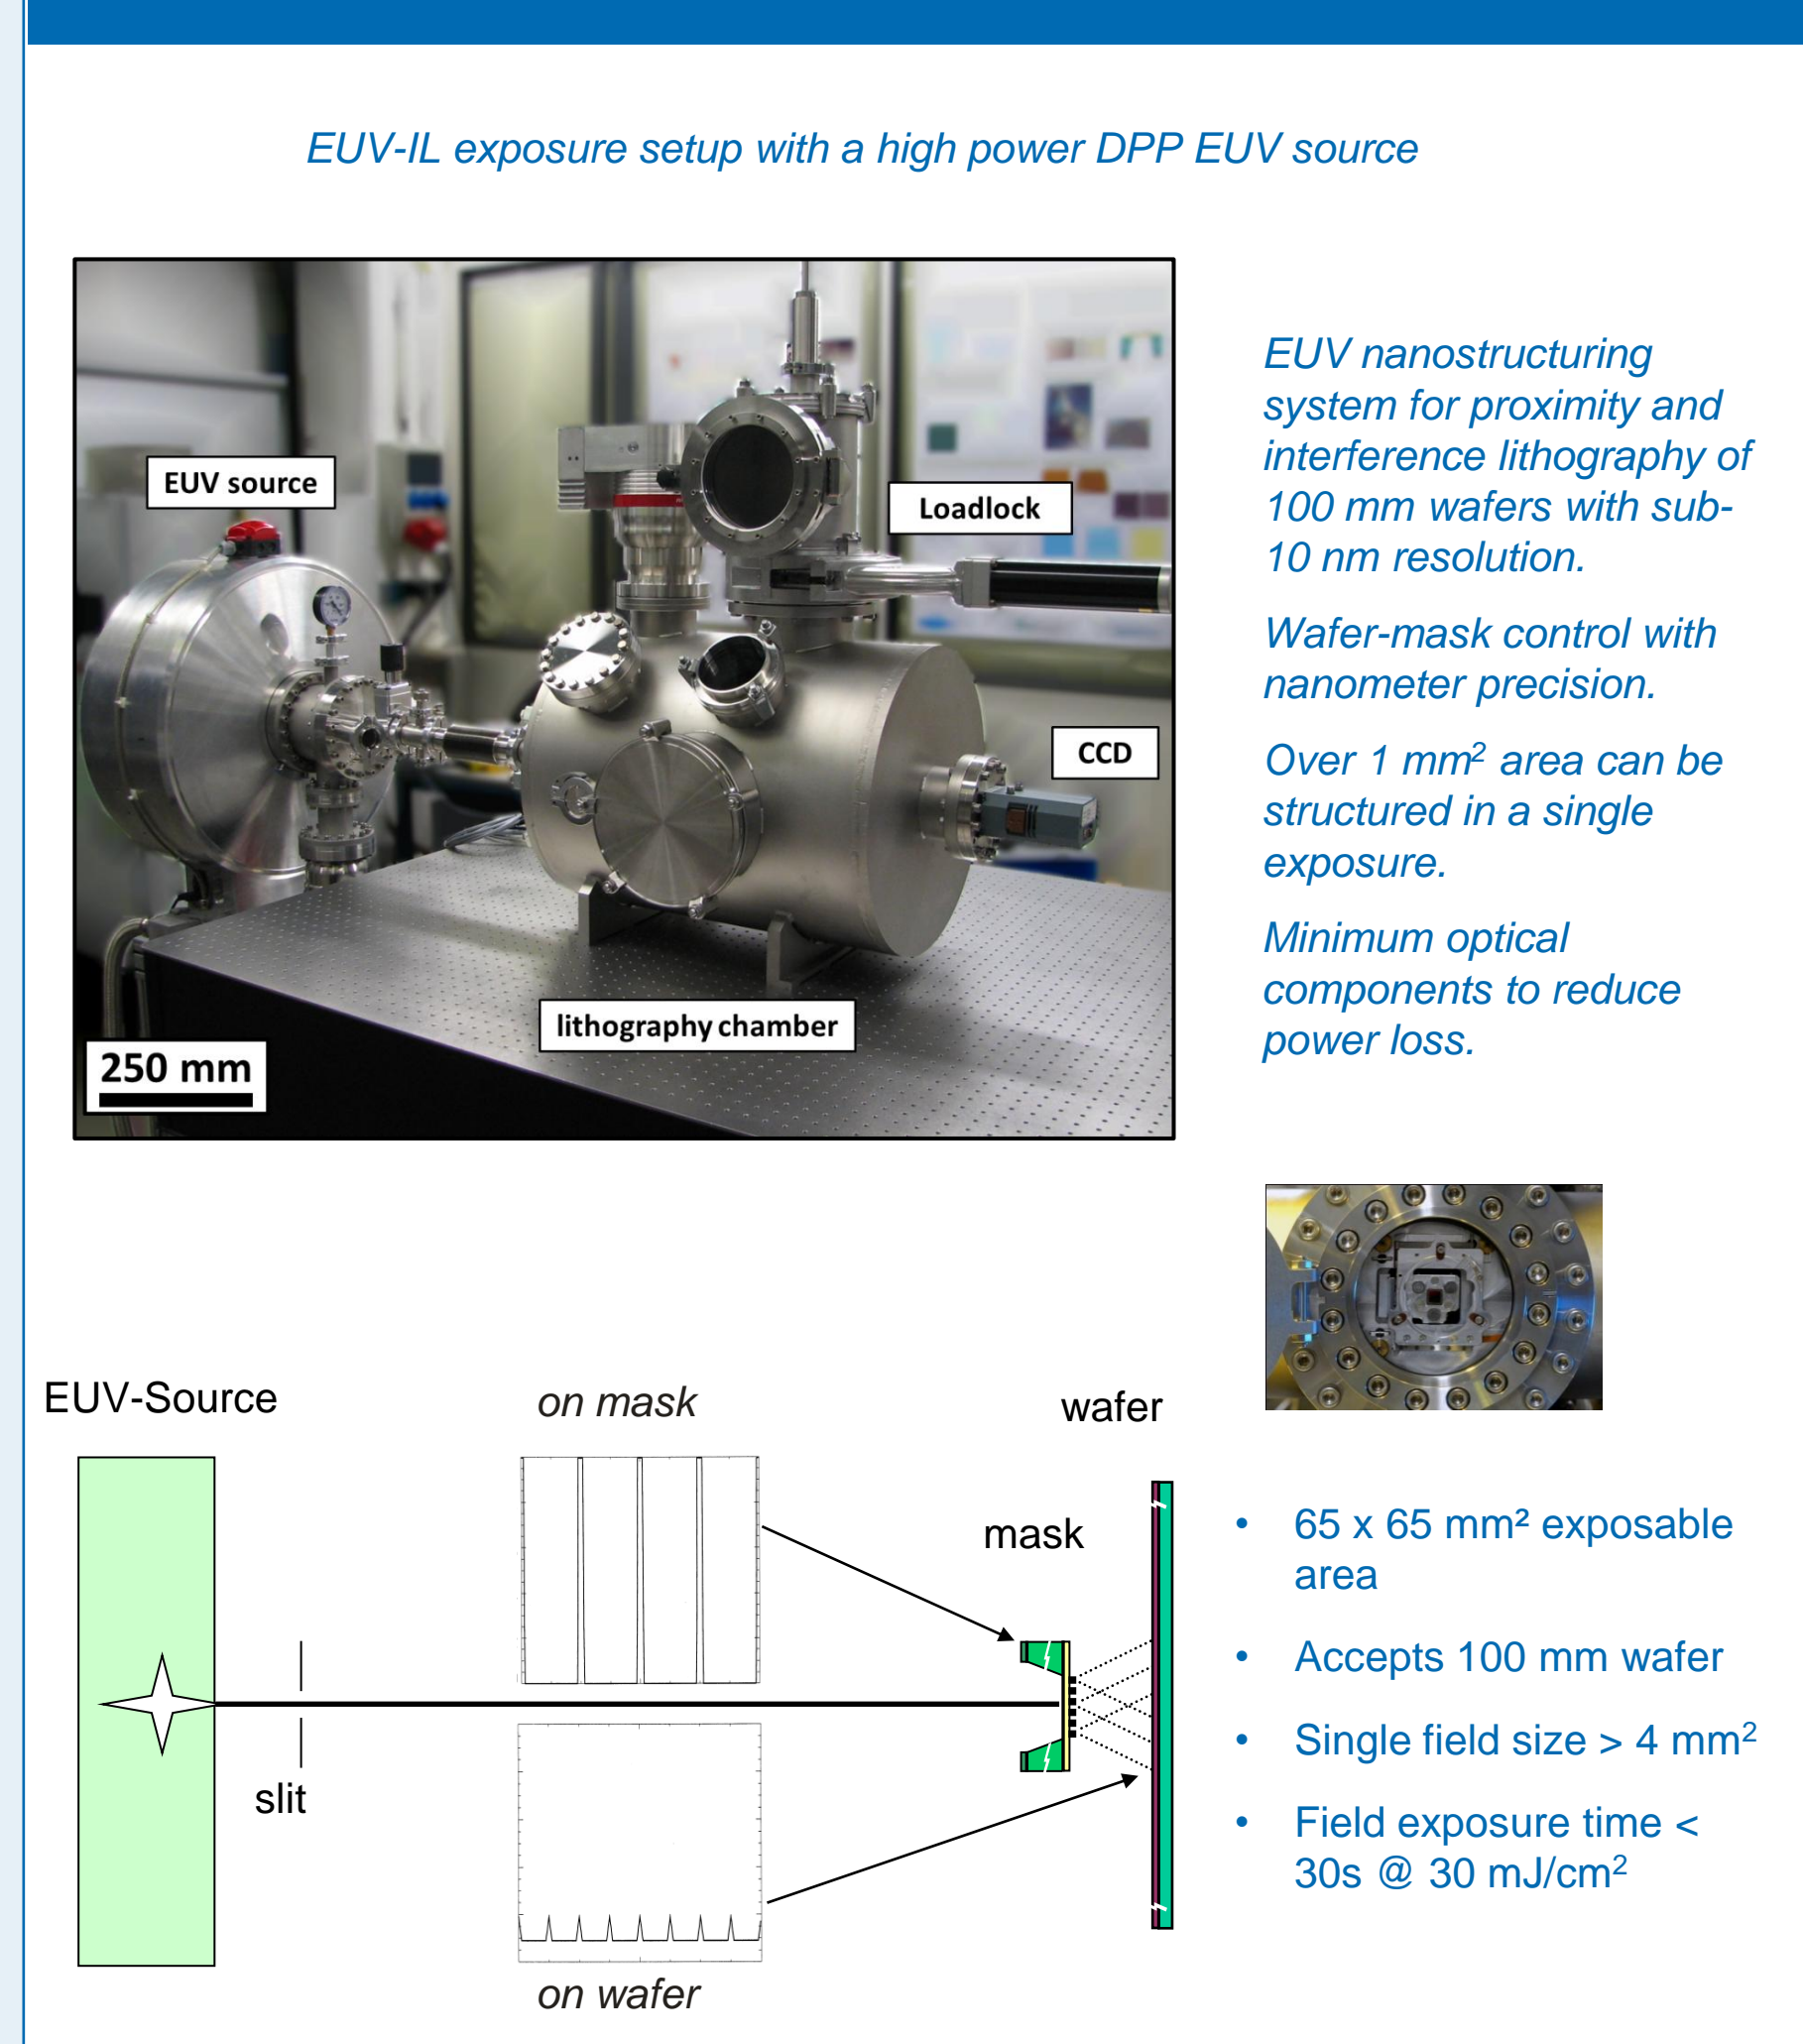 EUV-IL exposure setup with a high power DPP EUV source
EUV source
Loadlock
CCD
lithography chamber
250 mm
EUV nanostructuring
system for proximity and
interference lithography of
100 mm wafers with sub-
10 nm resolution.
Wafer-mask control with
nanometer precision.
Over 1 mm² area can be
structured in a single
exposure.
Minimum optical
components to reduce
power loss.
EUV-Source
on mask
wafer
mask
slit
on wafer
• 65 x 65 mm² exposable
area
• Accepts 100 mm wafer
• Single field size > 4 mm²
• Field exposure time <
30s @ 30 mJ/cm²